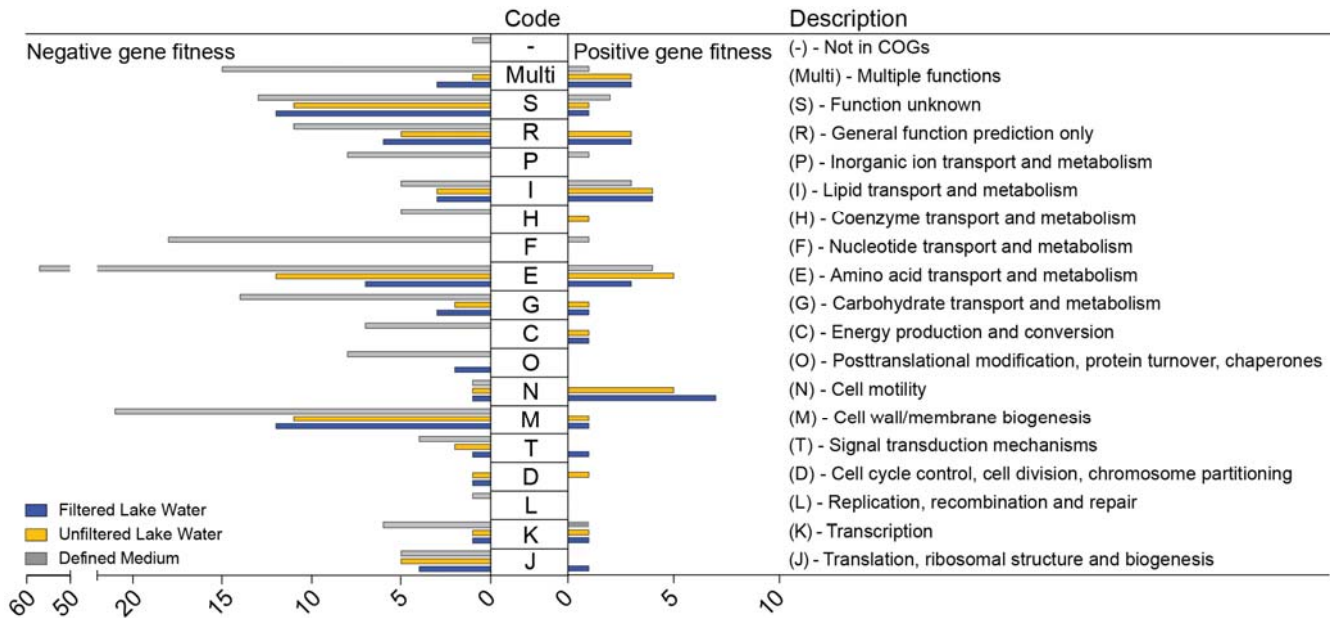 Code Description
Negative gene fitness - Positive gene fitness (-) - Not in COGs
Multi (Multi) - Multiple functions
S (S) - Function unknown
R (R) - General function prediction only
P (P) - Inorganic ion transport and metabolism
I (I) - Lipid transport and metabolism
H (H) - Coenzyme transport and metabolism
F (F) - Nucleotide transport and metabolism
E (E) - Amino acid transport and metabolism
G (G) - Carbohydrate transport and metabolism
C (C) - Energy production and conversion
O (O) - Posttranslational modification, protein turnover, chaperones
N (N) - Cell motility
M (M) - Cell wall/membrane biogenesis
T (T) - Signal transduction mechanisms
D (D) - Cell cycle control, cell division, chromosome partitioning
Filtered Lake Water L (L) - Replication, recombination and repair
Unfiltered Lake Water K (K) - Transcription
Defined Medium J (J) - Translation, ribosomal structure and biogenesis
60 50 20 15 10 5 0 0 5 10